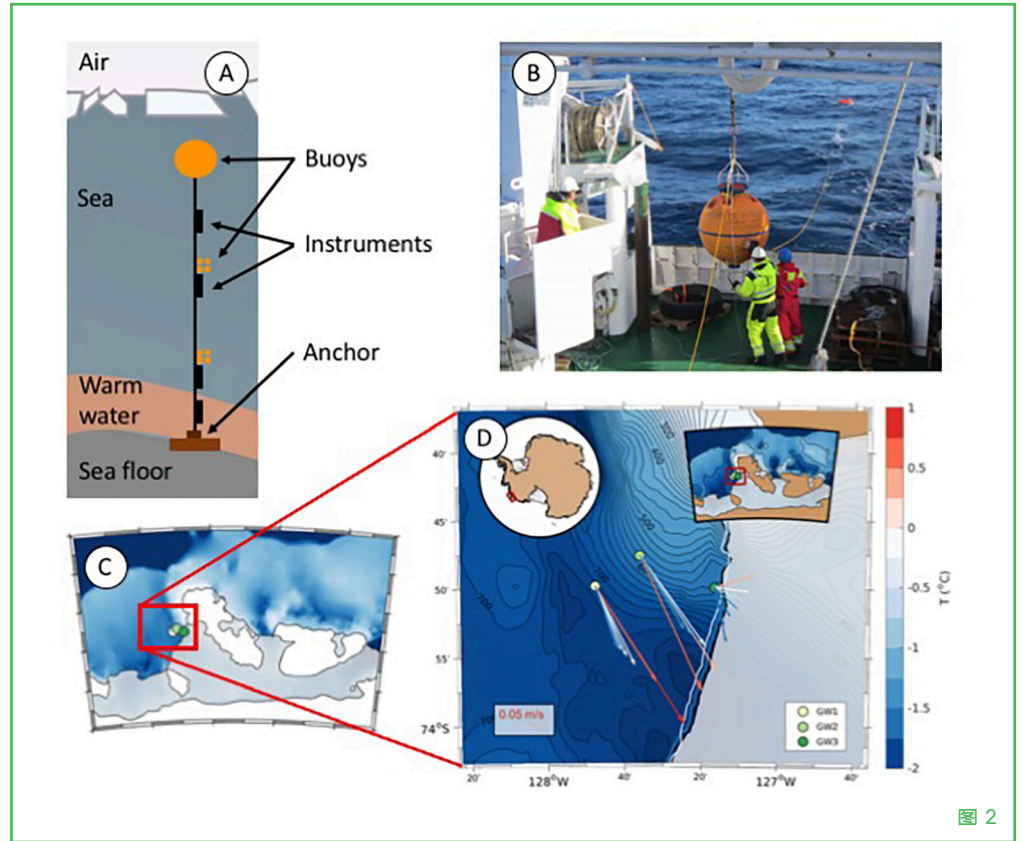 Air
A
Buoys
Sea
Instruments
Anchor
Warm
water
Sea floor
B
C
D
300
400
500
700
700
40'
45'
50'
55'
74°S
0.05 m/s
GW1
GW2
GW3
20'
128°W
40'
20'
127°W
40'
1
0.5
0
-0.5
-1
-1.5
-2
T (°C)
图 2